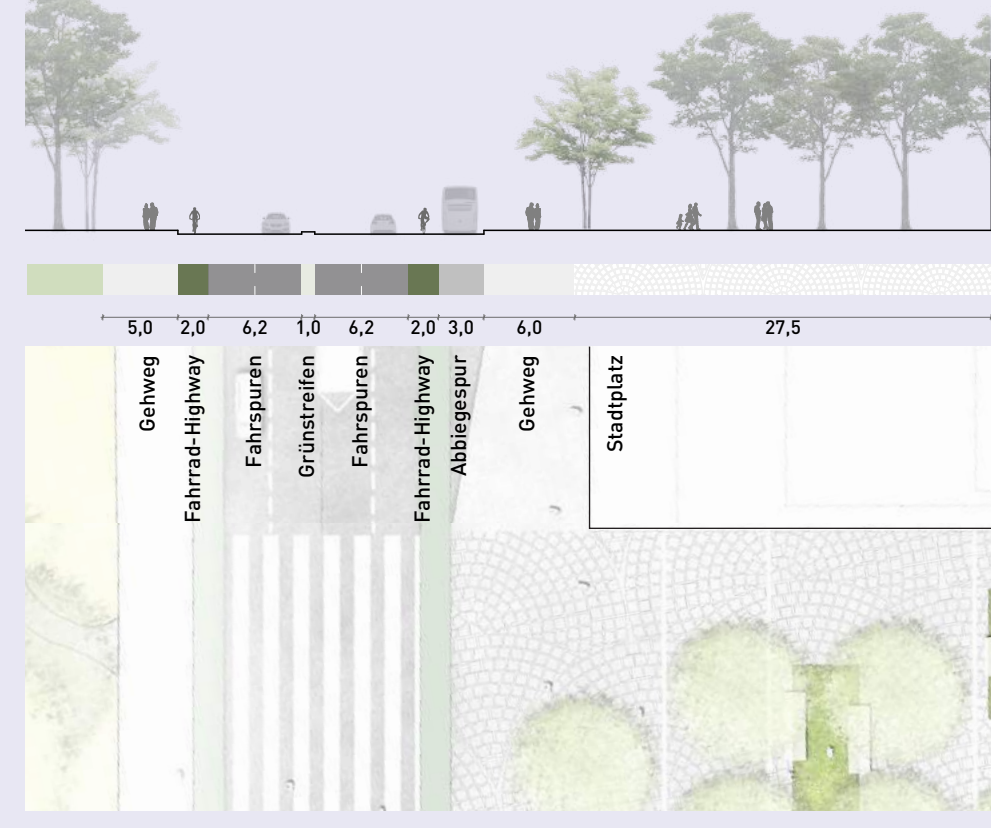 5,0
2,0
6,2
1,0
6,2
2,0
3,0
6,0
27,5
Gehweg
Fahrrad-Highway
Fahrspuren
Grünstreifen
Fahrspuren
Fahrrad-Highway
Abbiegespur
Gehweg
Stadtplatz